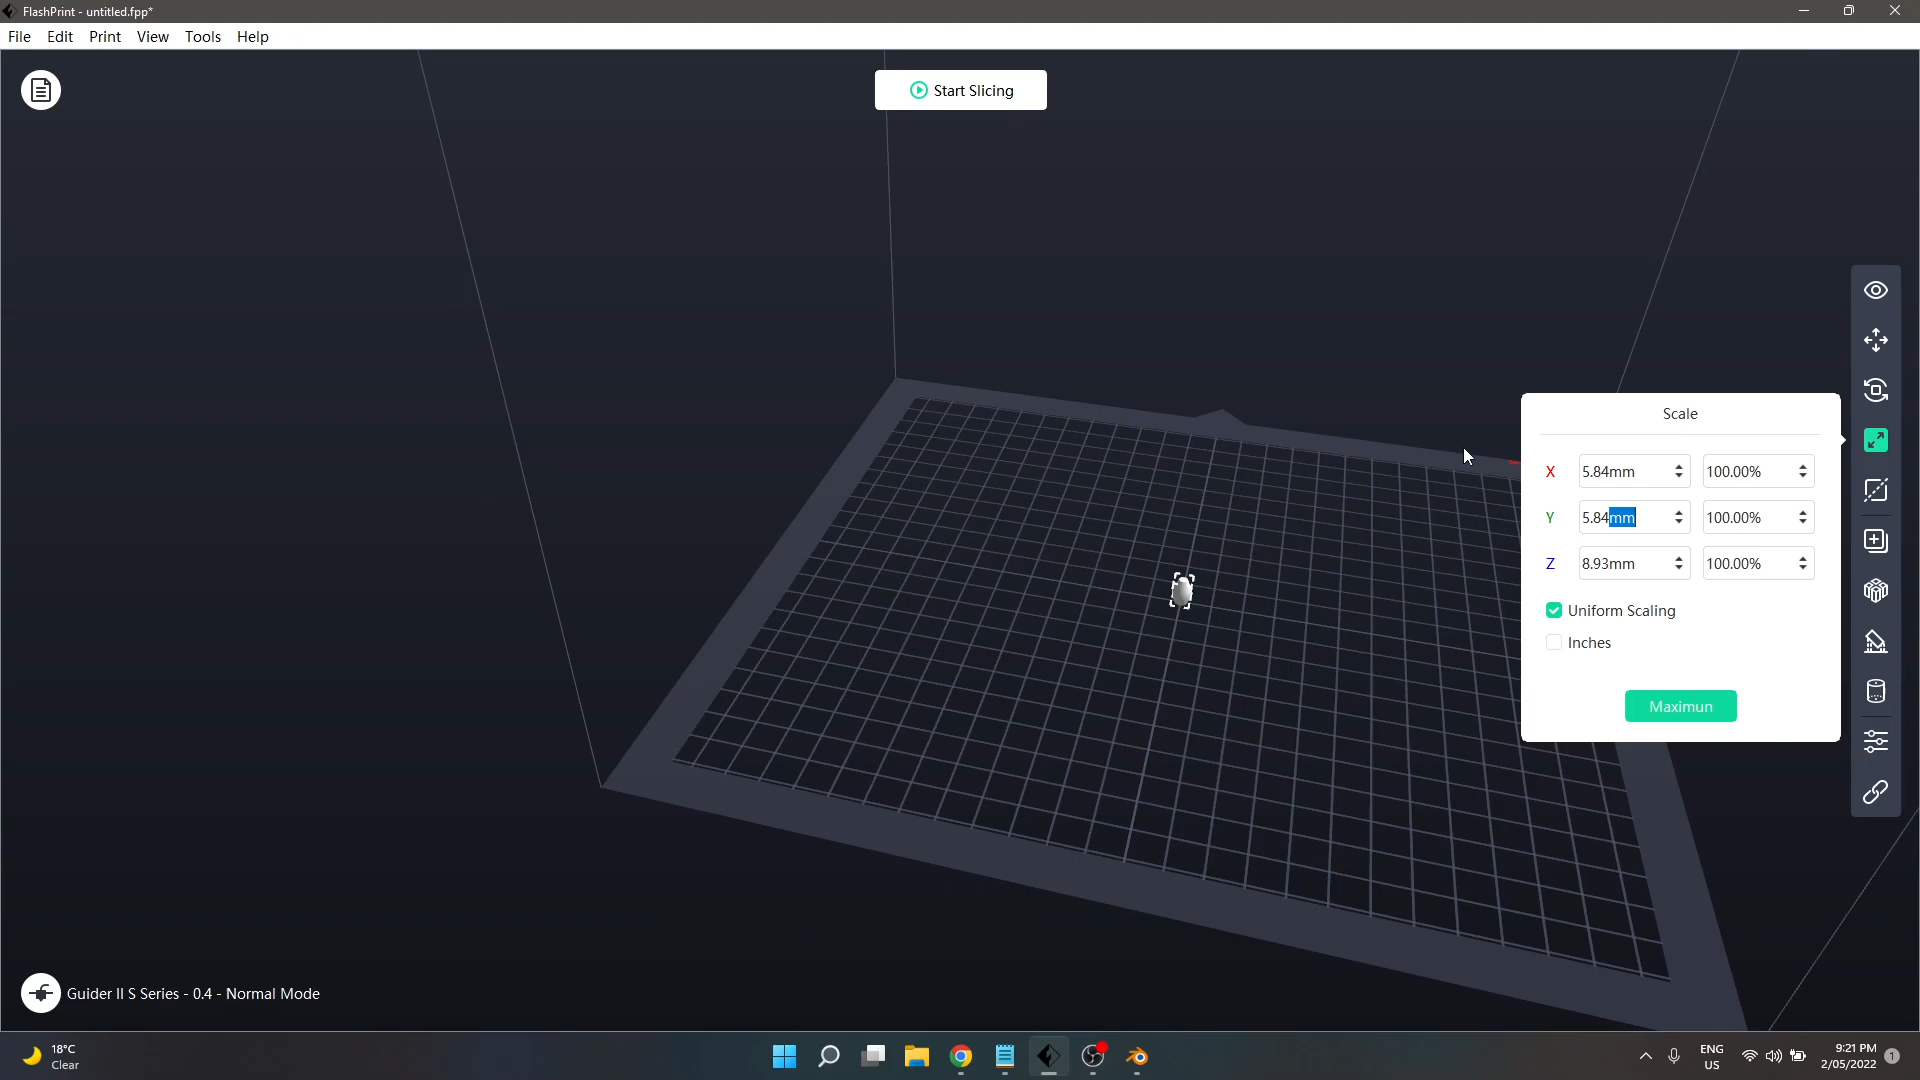 FlashPrint - untitled.fpp*
File Edit Print View Tools Help
Start Slicing
Scale
X 5.84mm 100.00%
Y 5.84mm 100.00%
Z 8.93mm 100.00%
Uniform Scaling
Inches
Maximun
Guider II S Series - 0.4 - Normal Mode
18°C
Clear
ENG
US
9:21 PM
2/05/2022
1